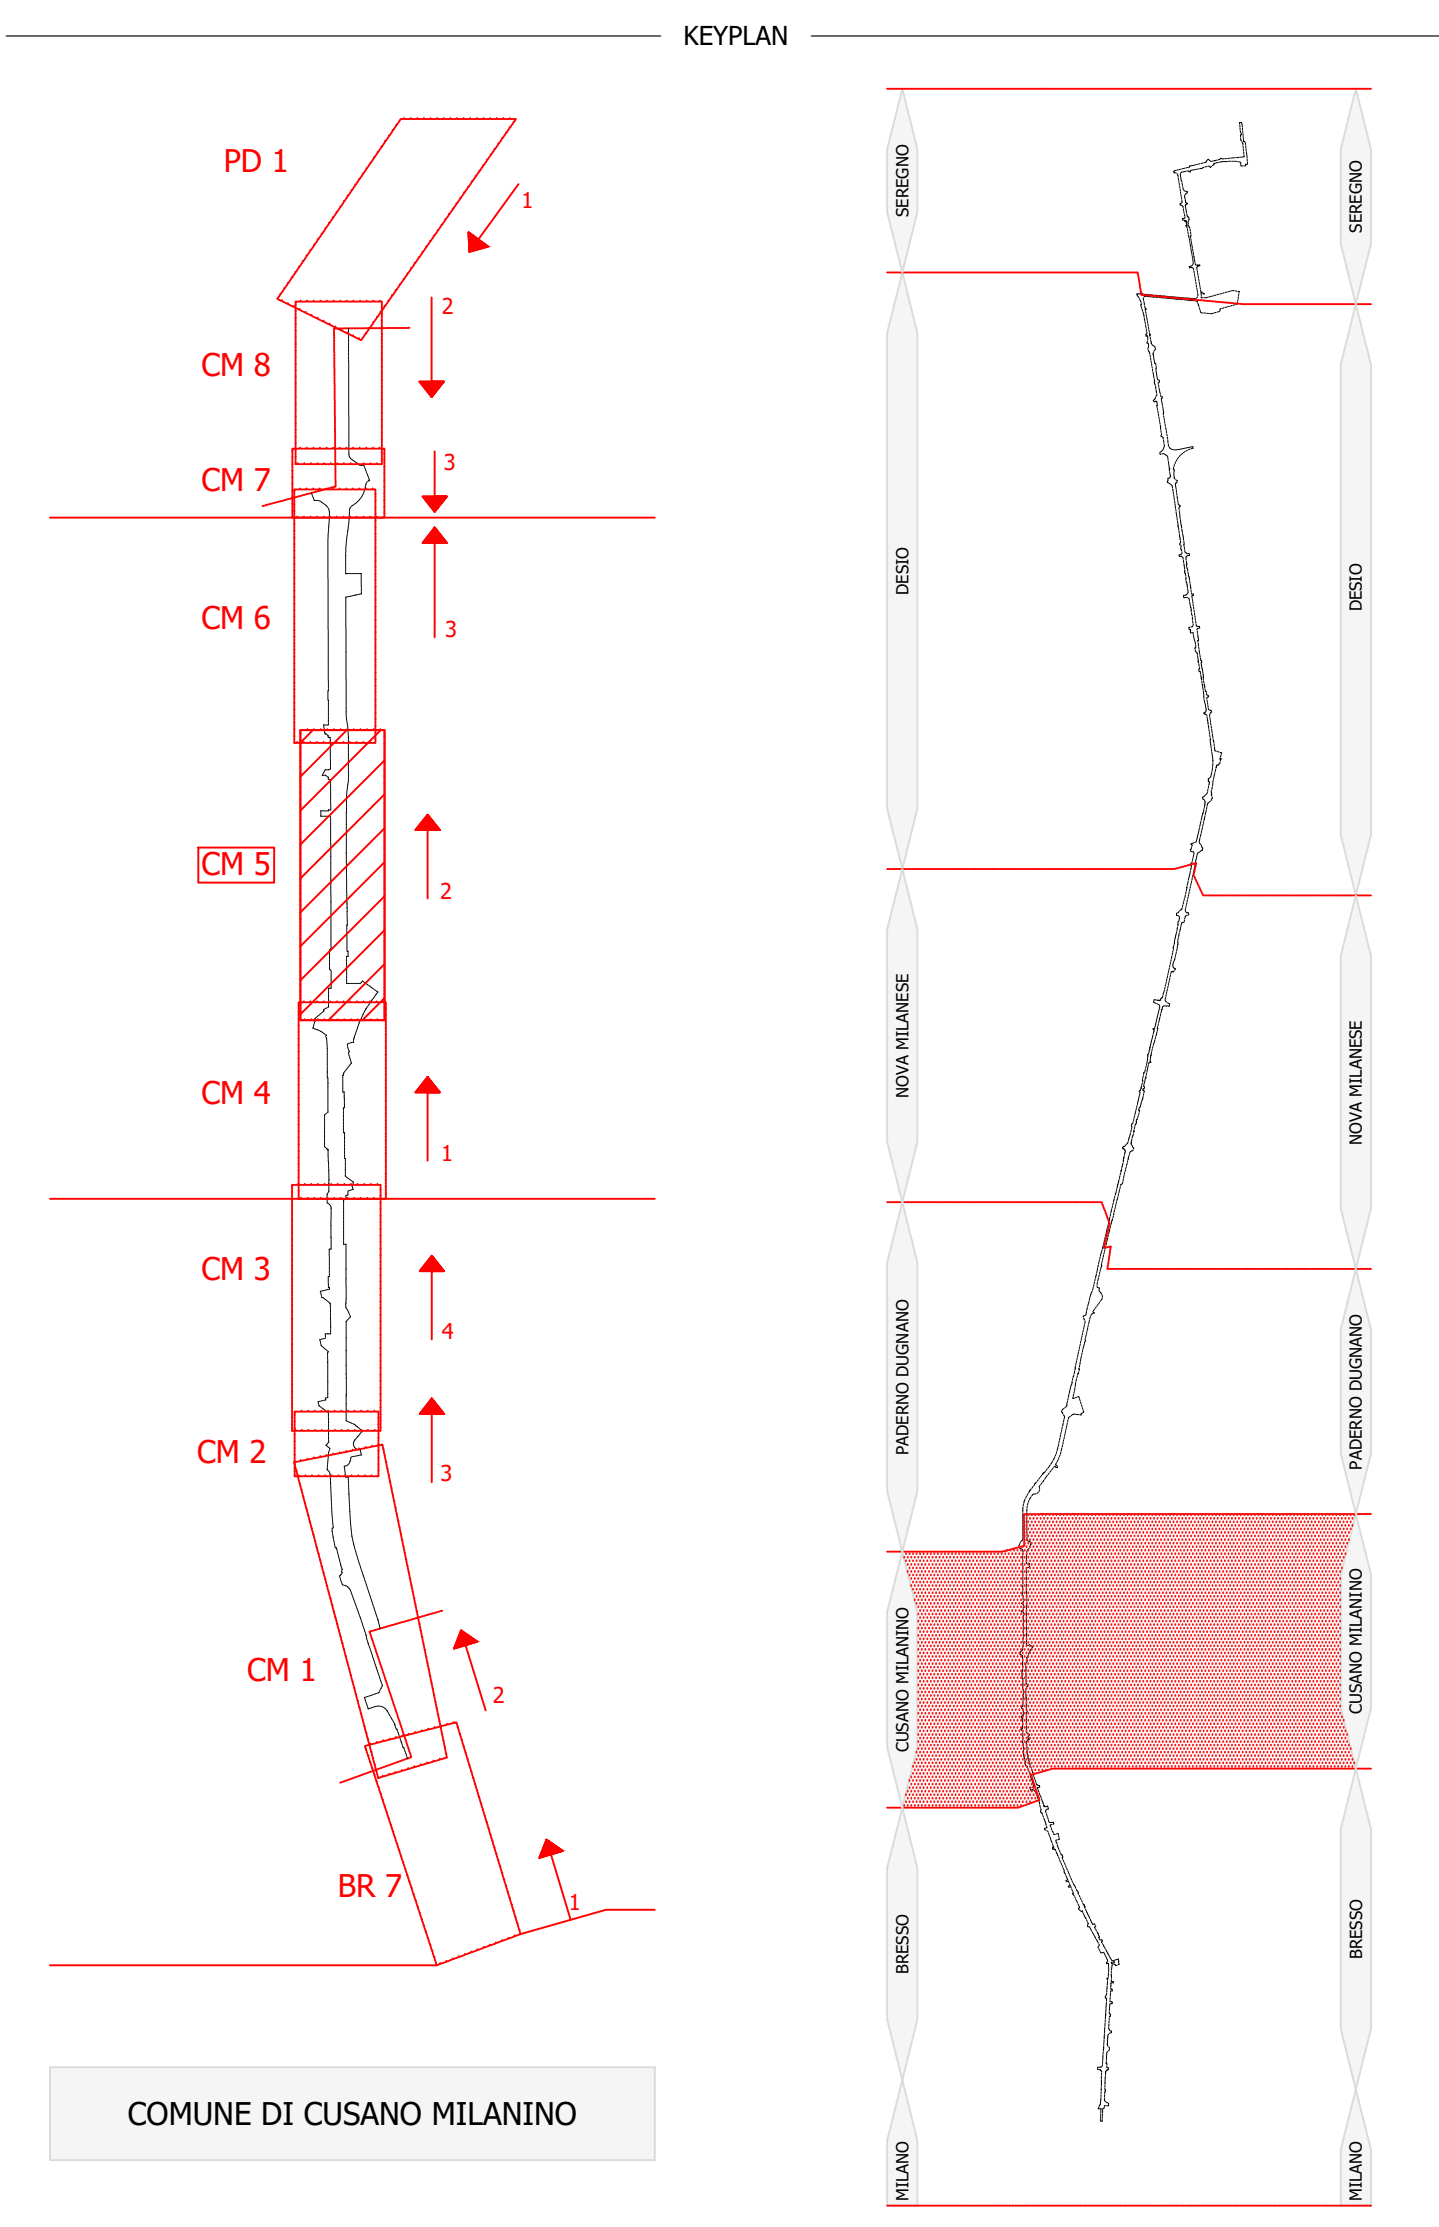 KEYPLAN
PD 1
1
2
CM 8
CM 7
3
CM 6
3
CM 5
2
CM 4
1
CM 3
4
CM 2
3
CM 1
2
BR 7
1
COMUNE DI CUSANO MILANINO
SEREGNO
DESIO
NOVA MILANESE
PADERNO DUGNANO
CUSANO MILANINO
BRESSO
MILANO
SEREGNO
DESIO
NOVA MILANESE
PADERNO DUGNANO
CUSANO MILANINO
BRESSO
MILANO